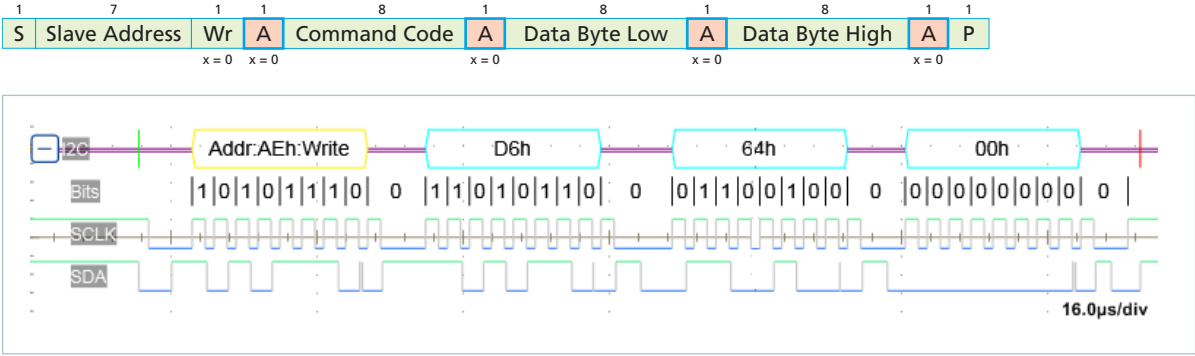 1 7 1 1 8 1 8 1 8 1 1
S Slave Address Wr A Command Code A Data Byte Low A Data Byte High A P
x = 0 x = 0 x = 0 x = 0 x = 0
I2C Addr:AEh:Write D6h 64h 00h
Bits 1 0 1 0 1 1 1 0 0 1 1 0 1 0 1 1 0 0 0 1 1 0 0 1 0 0 0 0 0 0 0 0 0 0 0 0
SCLK
SDA
16.0µs/div